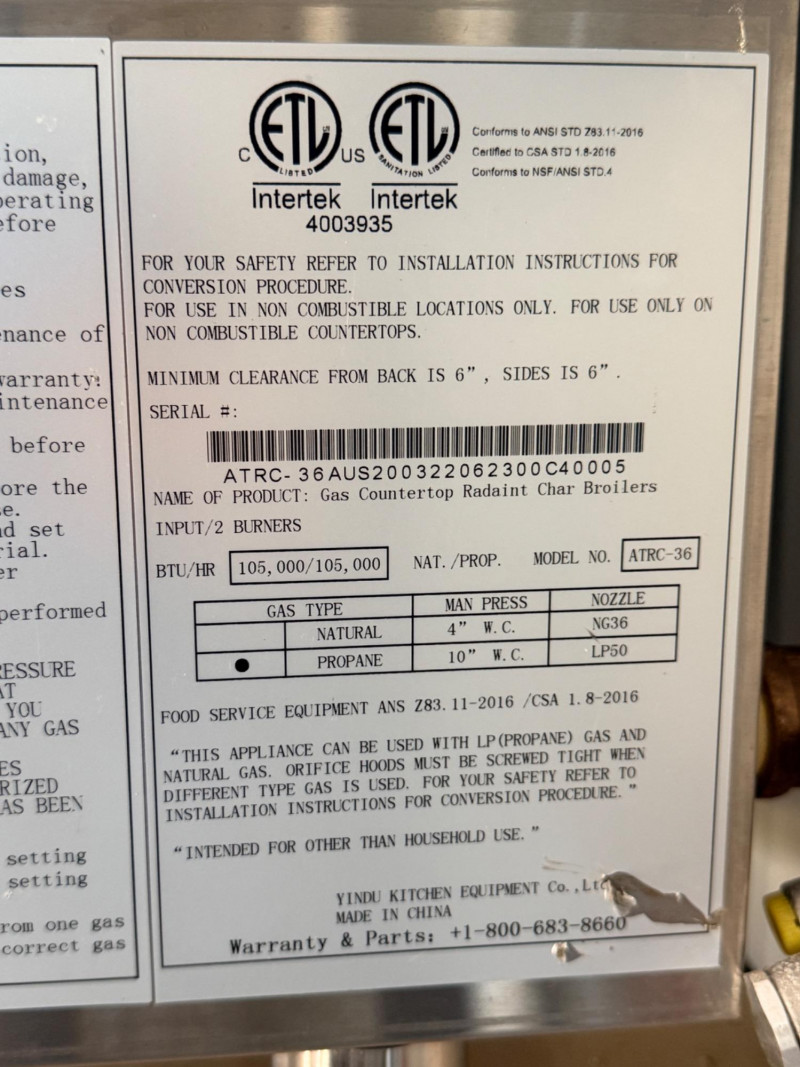 ion,
damage,
perating
efore
es
enance of
warranty:
intenance
before
ore the
se.
nd set
rial.
er
performed
RESSURE
AT
YOU
ANY GAS
ES
RIZED
AS BEEN
setting
setting
rom one gas
correct gas
C ETL US ETL
LISTED SANITATION LISTED
Intertek Intertek
4003935
Conforms to ANSI STD Z83.11-2016
Certified to CSA STD 1.8-2016
Conforms to NSF/ANSI STD.4
FOR YOUR SAFETY REFER TO INSTALLATION INSTRUCTIONS FOR
CONVERSION PROCEDURE.
FOR USE IN NON COMBUSTIBLE LOCATIONS ONLY. FOR USE ONLY ON
NON COMBUSTIBLE COUNTERTOPS.
MINIMUM CLEARANCE FROM BACK IS 6”, SIDES IS 6”.
SERIAL #:
ATRC-36AUS200322062300C40005
NAME OF PRODUCT: Gas Countertop Radaint Char Broilers
INPUT/2 BURNERS
BTU/HR 105,000/105,000 NAT./PROP. MODEL NO. ATRC-36
GAS TYPE MAN PRESS NOZZLE
NATURAL 4” W.C. NG36
● PROPANE 10” W.C. LP50
FOOD SERVICE EQUIPMENT ANS Z83.11-2016 /CSA 1.8-2016
“THIS APPLIANCE CAN BE USED WITH LP(PROPANE) GAS AND
NATURAL GAS. ORIFICE HOODS MUST BE SCREWED TIGHT WHEN
DIFFERENT TYPE GAS IS USED. FOR YOUR SAFETY REFER TO
INSTALLATION INSTRUCTIONS FOR CONVERSION PROCEDURE.”
“INTENDED FOR OTHER THAN HOUSEHOLD USE.”
YINDU KITCHEN EQUIPMENT Co.,Ltd
MADE IN CHINA
Warranty & Parts: +1-800-683-8660